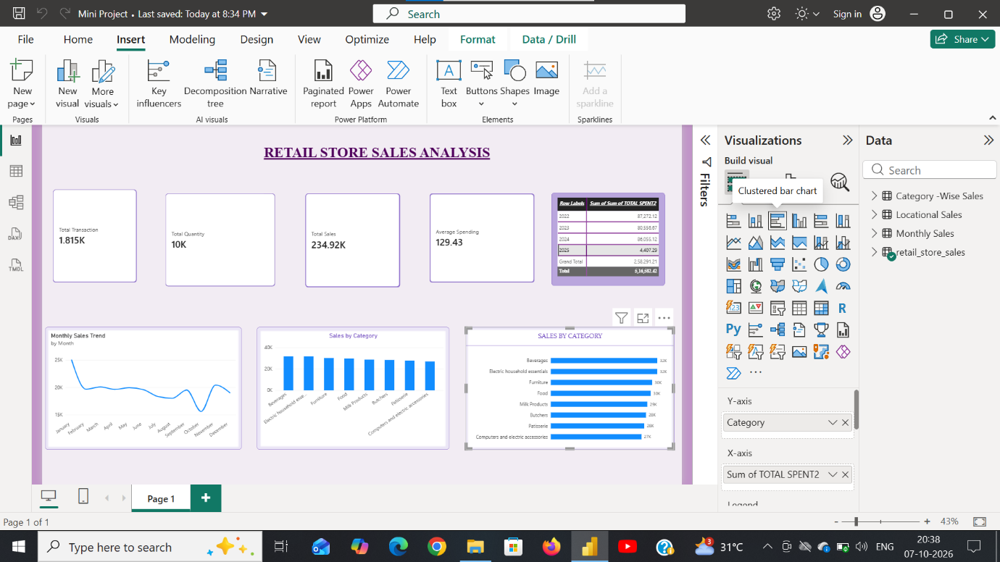 Mini Project • Last saved: Today at 8:34 PM
Search
Sign in
File Home Insert Modeling Design View Optimize Help Format Data / Drill
Share
New page
New visual
More visuals
Key influencers
Decomposition tree
Narrative
Paginated report
Power Apps
Power Automate
Text box
Buttons
Shapes
Image
Add a sparkline
Pages
Visuals
AI visuals
Power Platform
Elements
Sparklines
RETAIL STORE SALES ANALYSIS
Total Transaction
1.815K
Total Quantity
10K
Total Sales
234.92K
Average Spending
129.43
Row Labels Sum of Sum of TOTAL SPENT2
2022 87,272.12
2023 80,556.67
2024 86,055.12
2025 4,407.29
Grand Total 2,58,291.21
Total 5,16,582.42
Monthly Sales Trend
by Month
25K
20K
15K
January
February
March
April
May
June
July
August
September
October
November
December
Sales by Category
40K
20K
0K
Beverages
Electric household esse...
Furniture
Food
Milk Products
Butchers
Patisserie
Computers and electric accessories
SALES BY CATEGORY
Beverages 32K
Electric household essentials 32K
Furniture 30K
Food 30K
Milk Products 29K
Butchers 28K
Patisserie 28K
Computers and electric accessories 27K
Filters
Visualizations
Build visual
Clustered bar chart
Y-axis
Category
X-axis
Sum of TOTAL SPENT2
Legend
Data
Search
Category -Wise Sales
Locational Sales
Monthly Sales
retail_store_sales
DAX
TMDL
123
R
Py
Page 1
Page 1 of 1
43%
Type here to search
3
31°C
ENG
20:38
07-10-2026